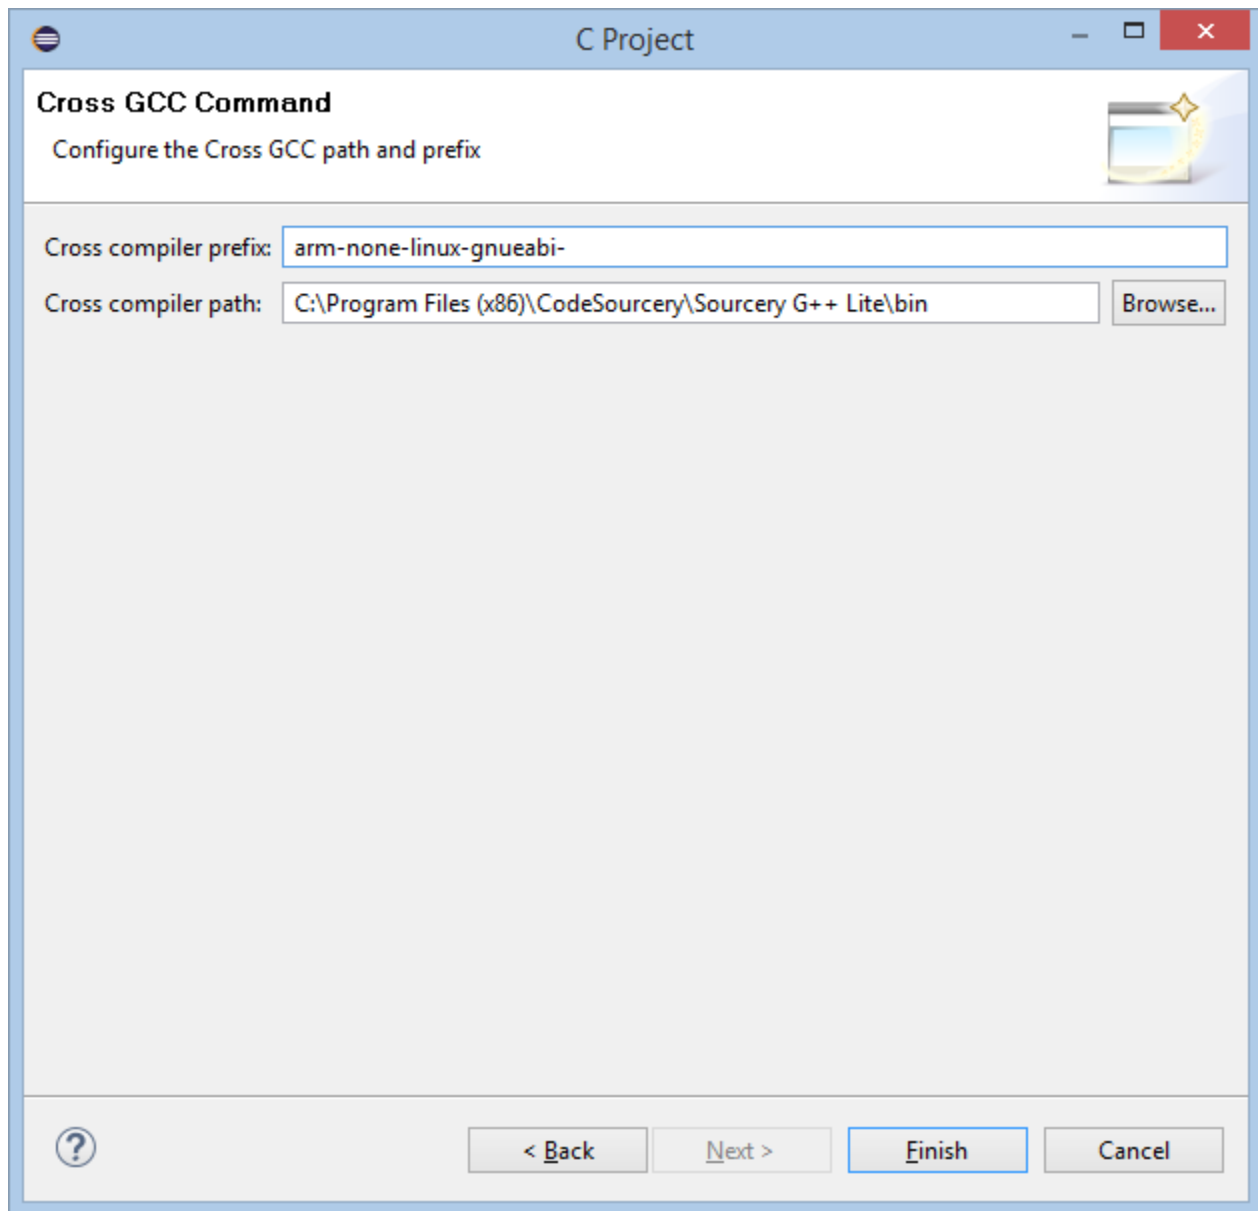 C Project
Cross GCC Command
Configure the Cross GCC path and prefix
Cross compiler prefix: arm-none-linux-gnueabi-
Cross compiler path: C:\Program Files (x86)\CodeSourcery\Sourcery G++ Lite\bin Browse...
? < Back Next > Finish Cancel